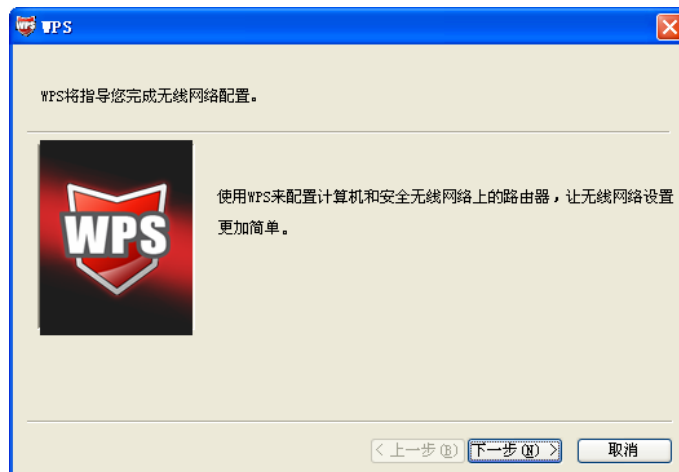 WPS
WPS将指导您完成无线网络配置。
WPS
使用WPS来配置计算机和安全无线网络上的路由器，让无线网络设置
更加简单。
< 上一步(B)
下一步(N) >
取消